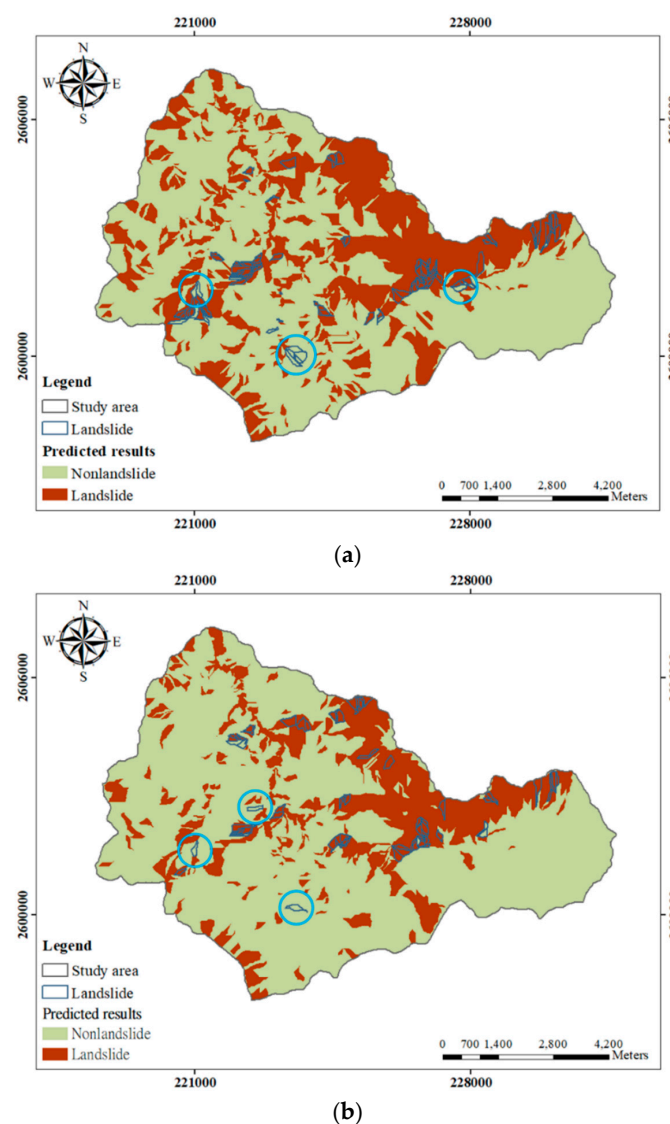 221000 228000
N
W E
S
2606000
2600000
Legend
Study area
Landslide
Predicted results
Nonlandslide
Landslide
0 700 1,400 2,800 4,200
Meters
221000 228000
(a)
221000 228000
N
W E
S
2606000
2600000
Legend
Study area
Landslide
Predicted results
Nonlandslide
Landslide
0 700 1,400 2,800 4,200
Meters
221000 228000
(b)